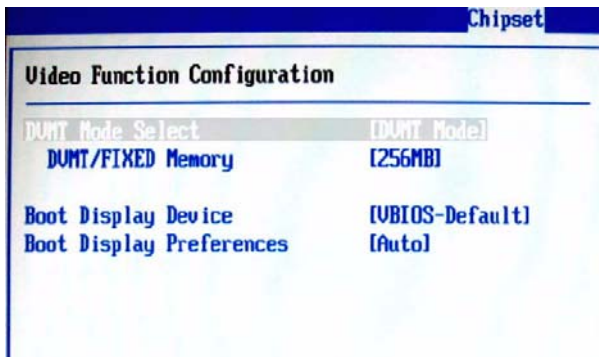 Chipset
Video Function Configuration
DVMT Mode Select [DVMT Mode]
DVMT/FIXED Memory [256MB]
Boot Display Device [VBIOS-Default]
Boot Display Preferences [Auto]